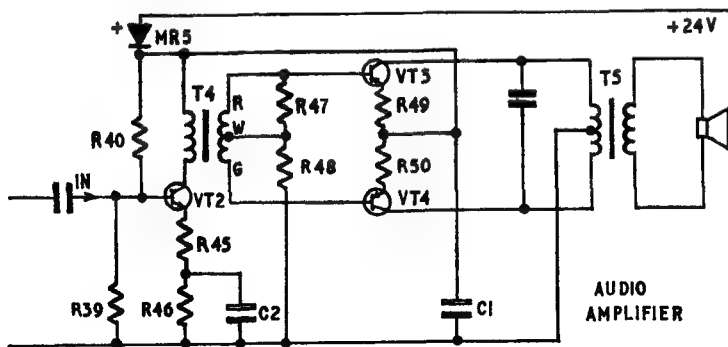 +
MR5
+24V
T4
R
W
G
R47
R48
VT3
R49
R50
VT4
T5
R40
IN
VT2
R45
R39
R46
C2
C1
AUDIO
AMPLIFIER